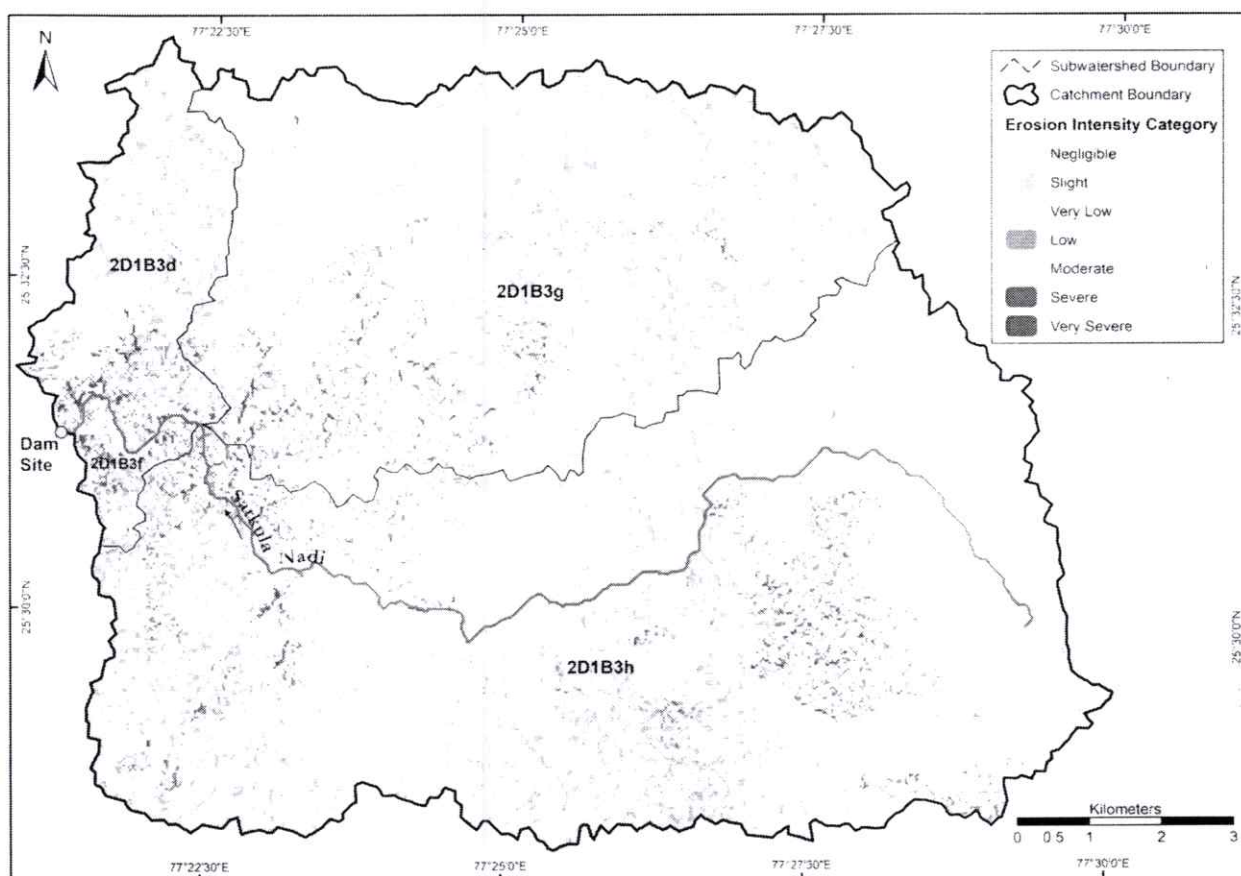 77°22'30"E
77°25'0"E
77°27'30"E
77°30'0"E
N
Subwatershed Boundary
Catchment Boundary
Erosion Intensity Category
Negligible
Slight
Very Low
Low
Moderate
Severe
Very Severe
25°32'30"N
25°32'30"N
2D1B3d
2D1B3g
Dam
Site
2D1B3f
Sarkula
Nadi
25°30'0"N
25°30'0"N
2D1B3h
Kilometers
0 0.5 1 2 3
77°22'30"E
77°25'0"E
77°27'30"E
77°30'0"E